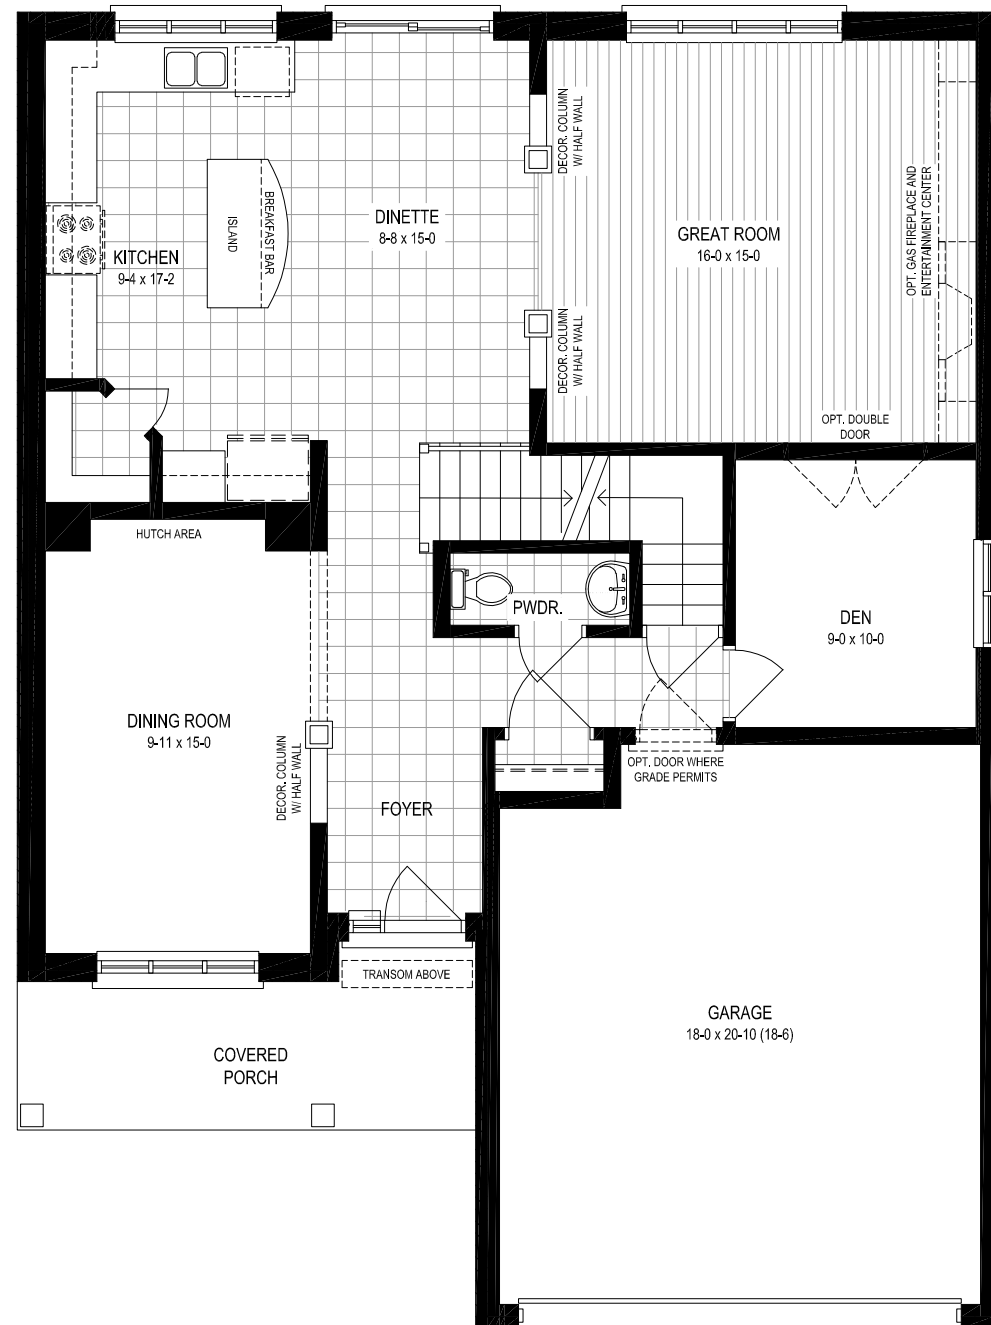 DECOR. COLUMN
W/ HALF WALL
BREAKFAST BAR
ISLAND
DINETTE
8-8 x 15-0
KITCHEN
9-4 x 17-2
GREAT ROOM
16-0 x 15-0
OPT. GAS FIREPLACE AND
ENTERTAINMENT CENTER
DECOR. COLUMN
W/ HALF WALL
OPT. DOUBLE
DOOR
HUTCH AREA
PWDR.
DEN
9-0 x 10-0
DINING ROOM
9-11 x 15-0
DECOR. COLUMN
W/ HALF WALL
OPT. DOOR WHERE
GRADE PERMITS
FOYER
TRANSOM ABOVE
GARAGE
18-0 x 20-10 (18-6)
COVERED
PORCH